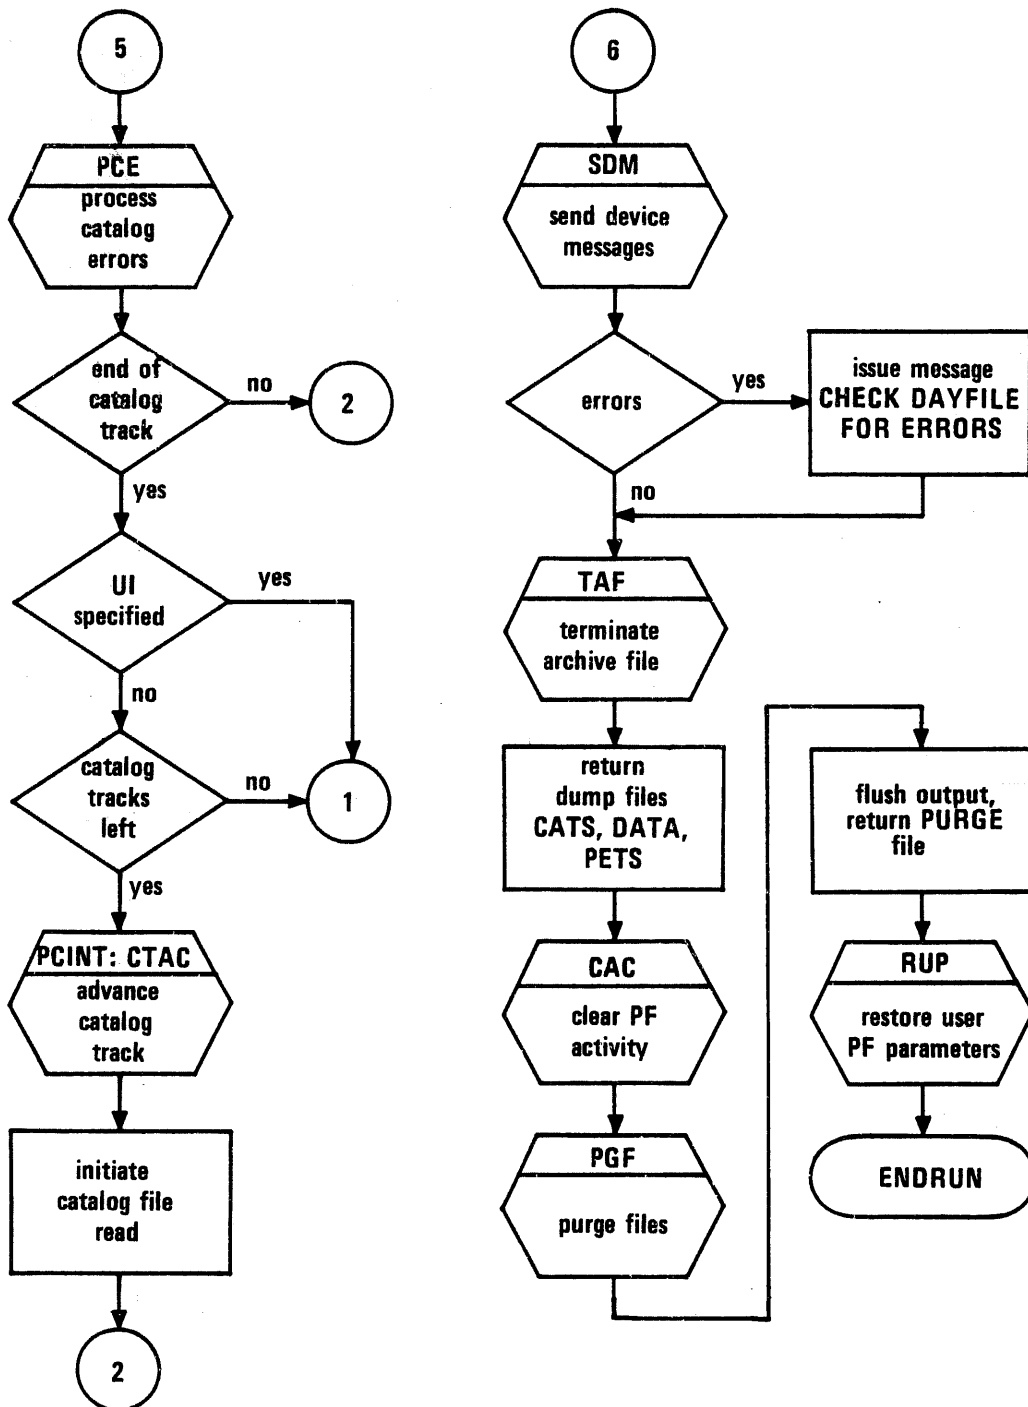 5
PCE
process
catalog
errors
end of
catalog
track
no
2
yes
UI
specified
yes
no
catalog
tracks
left
no
1
yes
PCINT: CTAC
advance
catalog
track
initiate
catalog file
read
2
6
SDM
send device
messages
errors
yes
issue message
CHECK DAYFILE
FOR ERRORS
no
TAF
terminate
archive file
return
dump files
CATS, DATA,
PETS
CAC
clear PF
activity
PGF
purge files
flush output,
return PURGE
file
RUP
restore user
PF parameters
ENDRUN